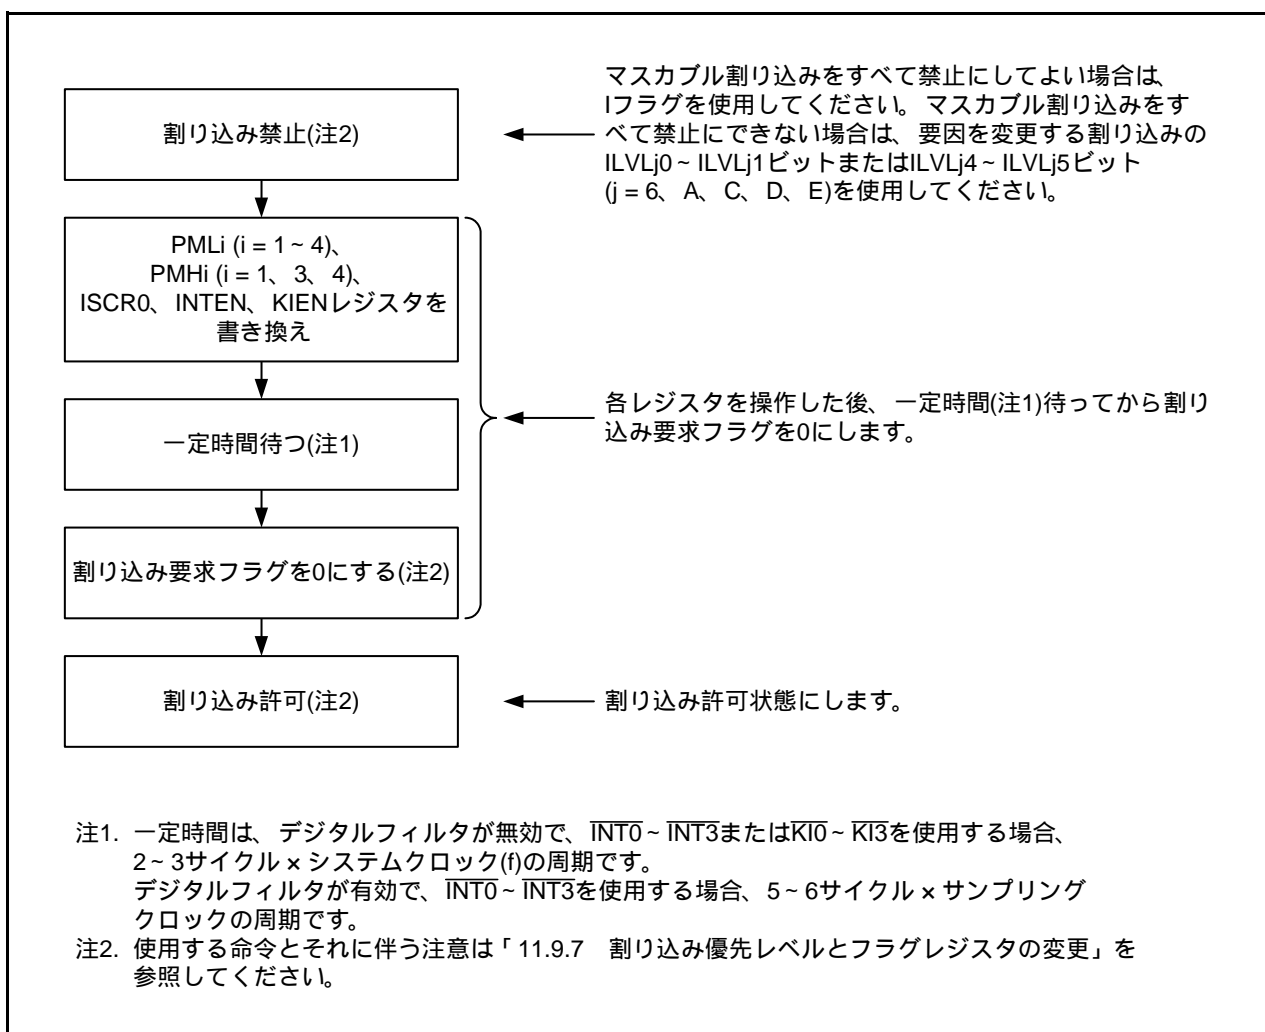 割り込み禁止(注2)
マスカブル割り込みをすべて禁止にしてよい場合は、
Iフラグを使用してください。マスカブル割り込みをす
べて禁止にできない場合は、要因を変更する割り込みの
ILVLj0~ILVLj1ビットまたはILVLj4~ILVLj5ビット
(j = 6、A、C、D、E)を使用してください。
PMLi (i = 1~4)、
PMHi (i = 1、3、4)、
ISCR0、INTEN、KIENレジスタを
書き換え
一定時間待つ(注1)
各レジスタを操作した後、一定時間(注1)待ってから割り
込み要求フラグを0にします。
割り込み要求フラグを0にする(注2)
割り込み許可(注2)
割り込み許可状態にします。
注1. 一定時間は、デジタルフィルタが無効で、INT0~INT3またはKI0~KI3を使用する場合、
2~3サイクル × システムクロック(f)の周期です。
デジタルフィルタが有効で、INT0~INT3を使用する場合、5~6サイクル × サンプリング
クロックの周期です。
注2. 使用する命令とそれに伴う注意は「11.9.7 割り込み優先レベルとフラグレジスタの変更」を
参照してください。